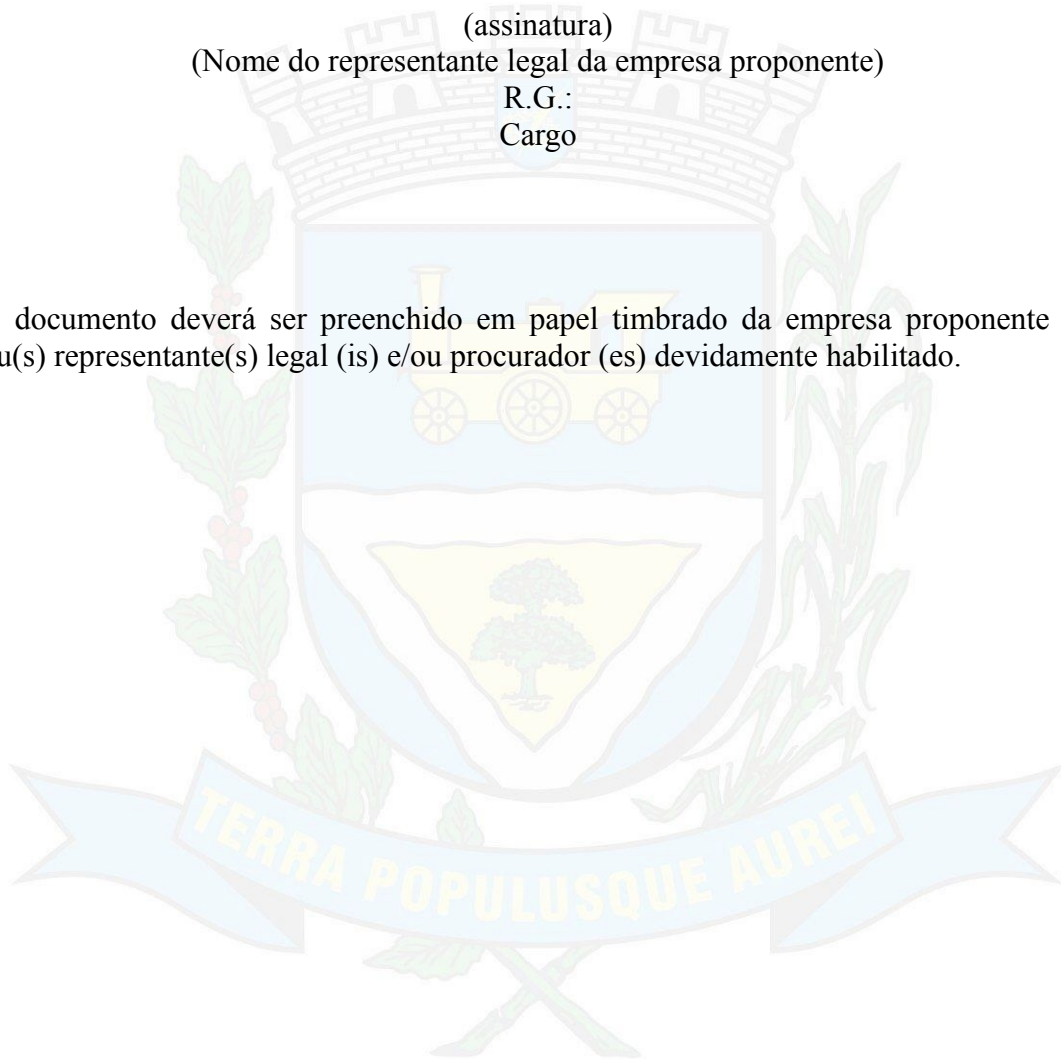 (assinatura)
(Nome do representante legal da empresa proponente)
R.G.:
Cargo
documento deverá ser preenchido em papel timbrado da empresa proponente
u(s) representante(s) legal (is) e/ou procurador (es) devidamente habilitado.
TERRA POPULUSQUE AUREI